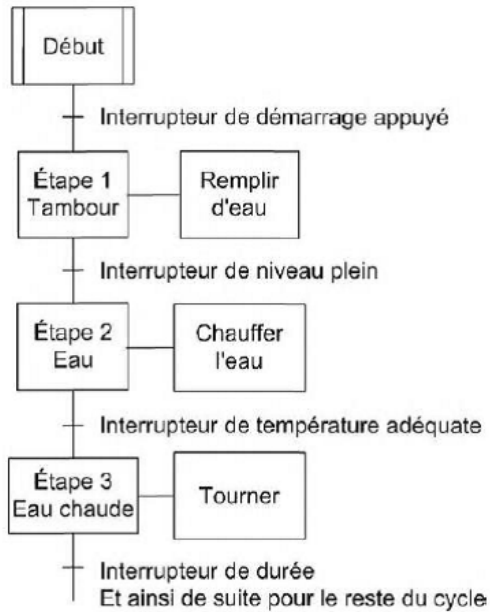 Début
Interrupteur de démarrage appuyé
Étape 1
Tambour
Remplir
d'eau
Interrupteur de niveau plein
Étape 2
Eau
Chauffer
l'eau
Interrupteur de température adéquate
Étape 3
Eau chaude
Tourner
Interrupteur de durée
Et ainsi de suite pour le reste du cycle